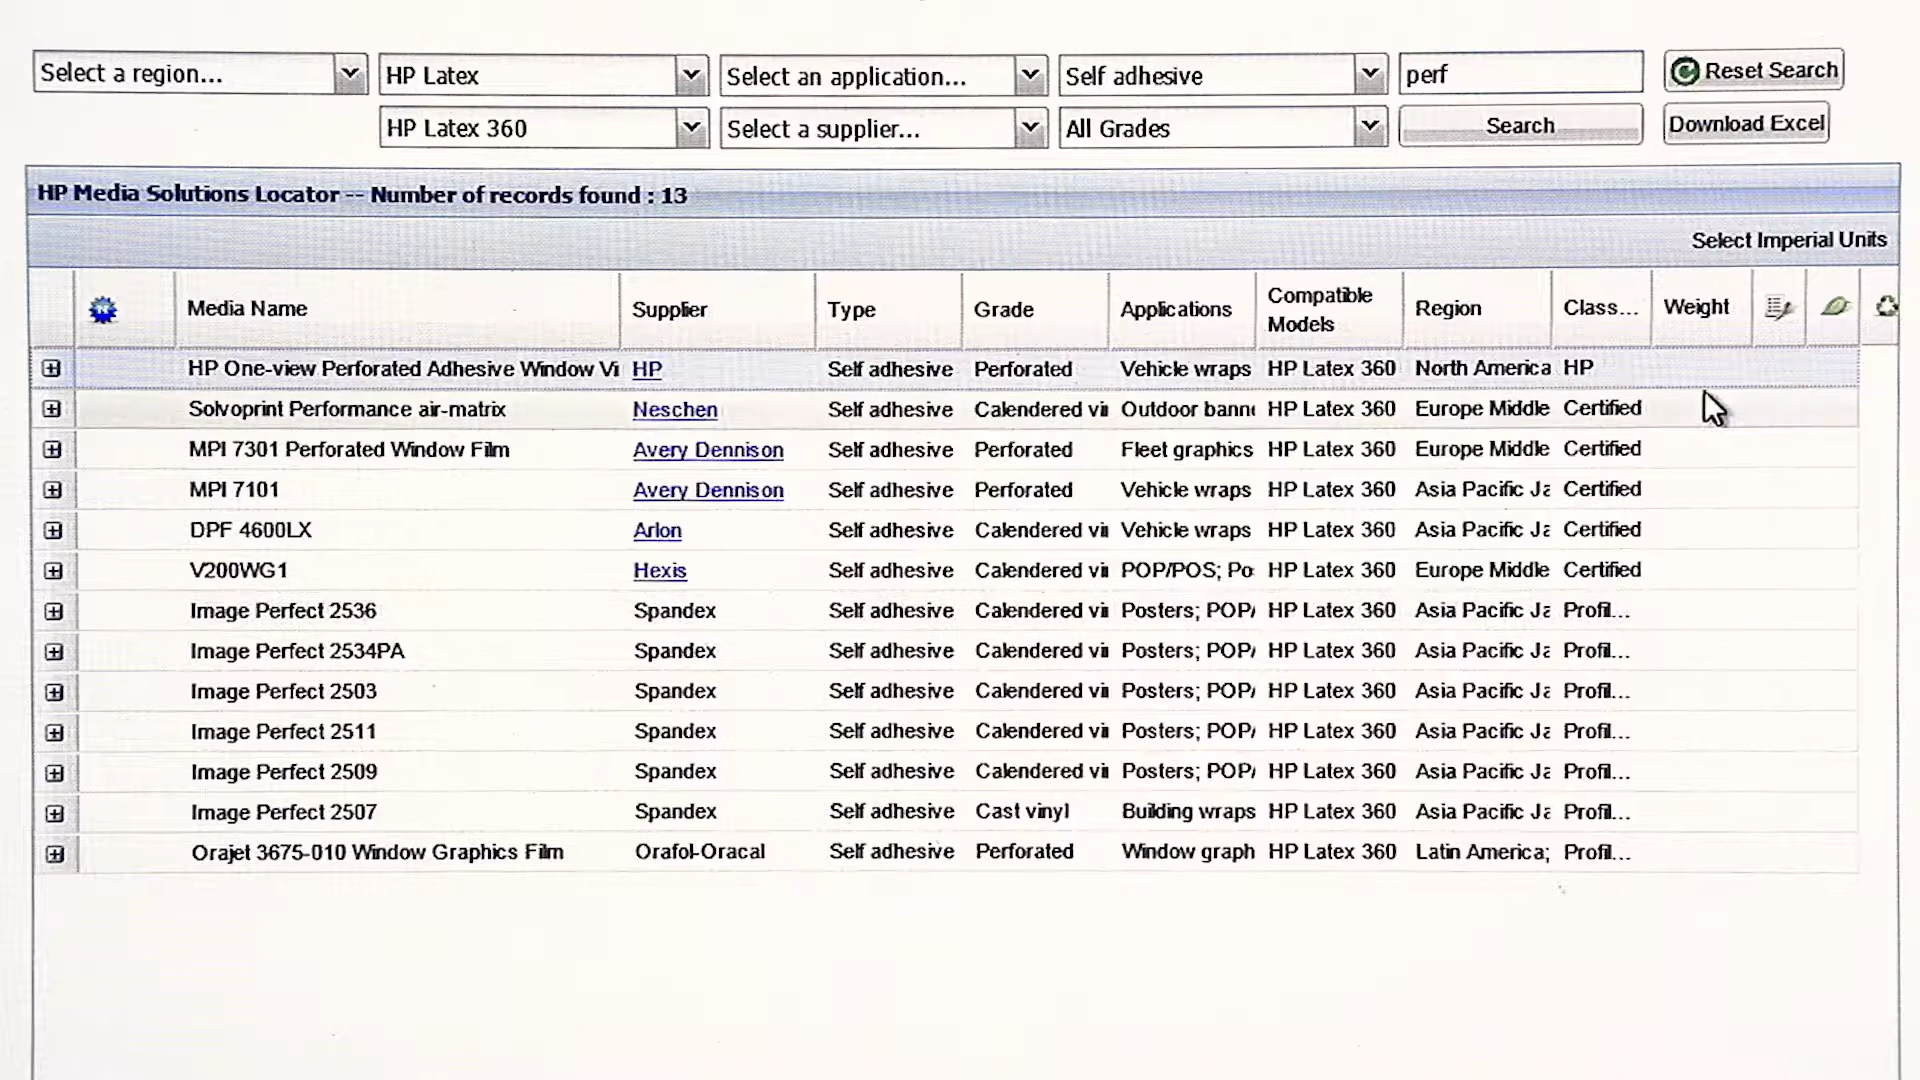 Select a region... HP Latex Select an application... Self adhesive perf Reset Search
HP Latex 360 Select a supplier... All Grades Search Download Excel
HP Media Solutions Locator -- Number of records found : 13
Select Imperial Units
Media Name Supplier Type Grade Applications Compatible Models Region Class... Weight
HP One-view Perforated Adhesive Window Vi HP Self adhesive Perforated Vehicle wraps HP Latex 360 North America HP
Solvoprint Performance air-matrix Neschen Self adhesive Calendered vi Outdoor bann HP Latex 360 Europe Middle Certified
MPI 7301 Perforated Window Film Avery Dennison Self adhesive Perforated Fleet graphics HP Latex 360 Europe Middle Certified
MPI 7101 Avery Dennison Self adhesive Perforated Vehicle wraps HP Latex 360 Asia Pacific Ja Certified
DPF 4600LX Arlon Self adhesive Calendered vi Vehicle wraps HP Latex 360 Asia Pacific Ja Certified
V200WG1 Hexis Self adhesive Calendered vi POP/POS; Po HP Latex 360 Europe Middle Certified
Image Perfect 2536 Spandex Self adhesive Calendered vi Posters; POP/ HP Latex 360 Asia Pacific Ja Profil...
Image Perfect 2534PA Spandex Self adhesive Calendered vi Posters; POP/ HP Latex 360 Asia Pacific Ja Profil...
Image Perfect 2503 Spandex Self adhesive Calendered vi Posters; POP/ HP Latex 360 Asia Pacific Ja Profil...
Image Perfect 2511 Spandex Self adhesive Calendered vi Posters; POP/ HP Latex 360 Asia Pacific Ja Profil...
Image Perfect 2509 Spandex Self adhesive Calendered vi Posters; POP/ HP Latex 360 Asia Pacific Ja Profil...
Image Perfect 2507 Spandex Self adhesive Cast vinyl Building wraps HP Latex 360 Asia Pacific Ja Profil...
Orajet 3675-010 Window Graphics Film Orafol-Oracal Self adhesive Perforated Window graph HP Latex 360 Latin America; Profil...